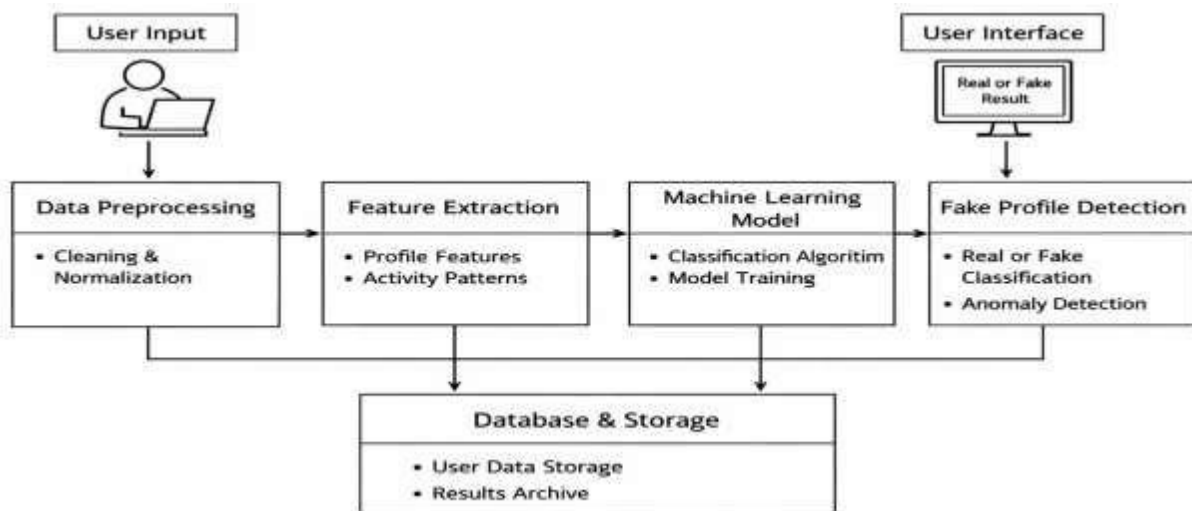 User Input
User Interface
Real or Fake
Result
Data Preprocessing
• Cleaning &
Normalization
Feature Extraction
• Profile Features
• Activity Patterns
Machine Learning
Model
• Classification Algoritim
• Model Training
Fake Profile Detection
• Real or Fake
Classification
• Anomaly Detection
Database & Storage
• User Data Storage
• Results Archive